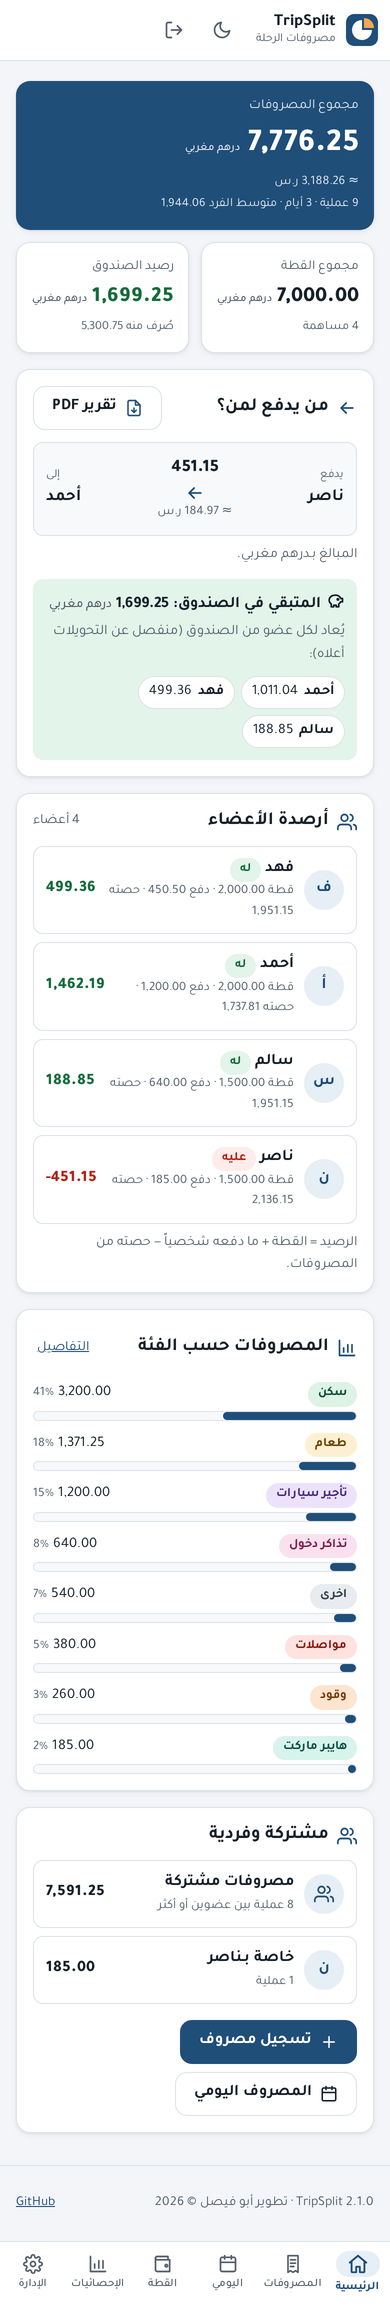 TripSplit
مصروفات الرحلة
مجموع المصروفات
7,776.25 درهم مغربي
≈ 3,188.26 ر.س
9 عملية · 3 أيام · متوسط الفرد 1,944.06
مجموع القطة
7,000.00 درهم مغربي
4 مساهمة
رصيد الصندوق
1,699.25 درهم مغربي
صُرف منه 5,300.75
من يدفع لمن؟
تقرير PDF
يدفع
ناصر
451.15
≈ 184.97 ر.س
إلى
أحمد
المبالغ بدرهم مغربي.
المتبقي في الصندوق: 1,699.25 درهم مغربي
يُعاد لكل عضو من الصندوق (منفصل عن التحويلات
أعلاه):
أحمد 1,011.04
فهد 499.36
سالم 188.85
أرصدة الأعضاء
4 أعضاء
ف
فهد له
قطة 2,000.00 · دفع 450.50 · حصته
1,951.15
499.36
أ
أحمد له
قطة 2,000.00 · دفع 1,200.00 ·
حصته 1,737.81
1,462.19
س
سالم له
قطة 1,500.00 · دفع 640.00 · حصته
1,951.15
188.85
ن
ناصر عليه
قطة 1,500.00 · دفع 185.00 · حصته
2,136.15
-451.15
الرصيد = القطة + ما دفعه شخصياً − حصته من
المصروفات.
المصروفات حسب الفئة
التفاصيل
سكن
3,200.00 41%
طعام
1,371.25 18%
تأجير سيارات
1,200.00 15%
تذاكر دخول
640.00 8%
اخرى
540.00 7%
مواصلات
380.00 5%
وقود
260.00 3%
هايبر ماركت
185.00 2%
مشتركة وفردية
مصروفات مشتركة
8 عملية بين عضوين أو أكثر
7,591.25
ن
خاصة بناصر
1 عملية
185.00
تسجيل مصروف
المصروف اليومي
TripSplit 2.1.0 · تطوير أبو فيصل © 2026
GitHub
الرئيسية
المصروفات
اليومي
القطة
الإحصائيات
الإدارة